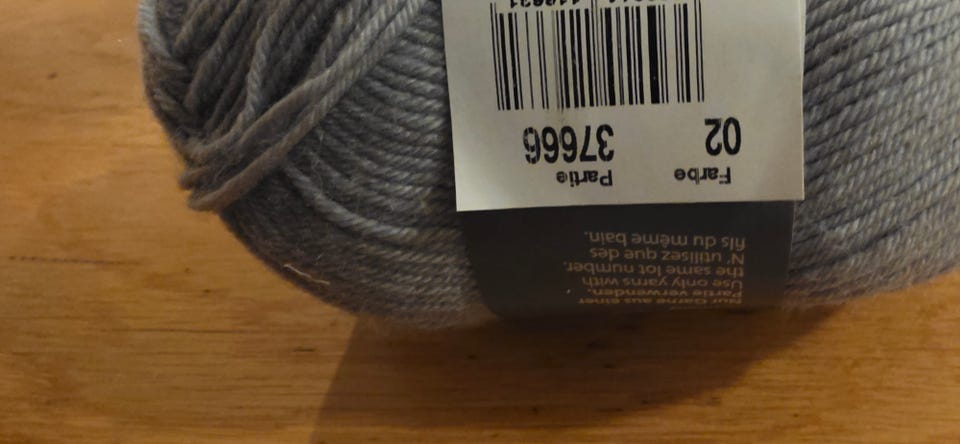 Nur Garne aus einer
Partie verwenden.
Use only yarns with
the same lot number.
N' utilisez que des
fils du même bain.
Farbe Partie
02 37666